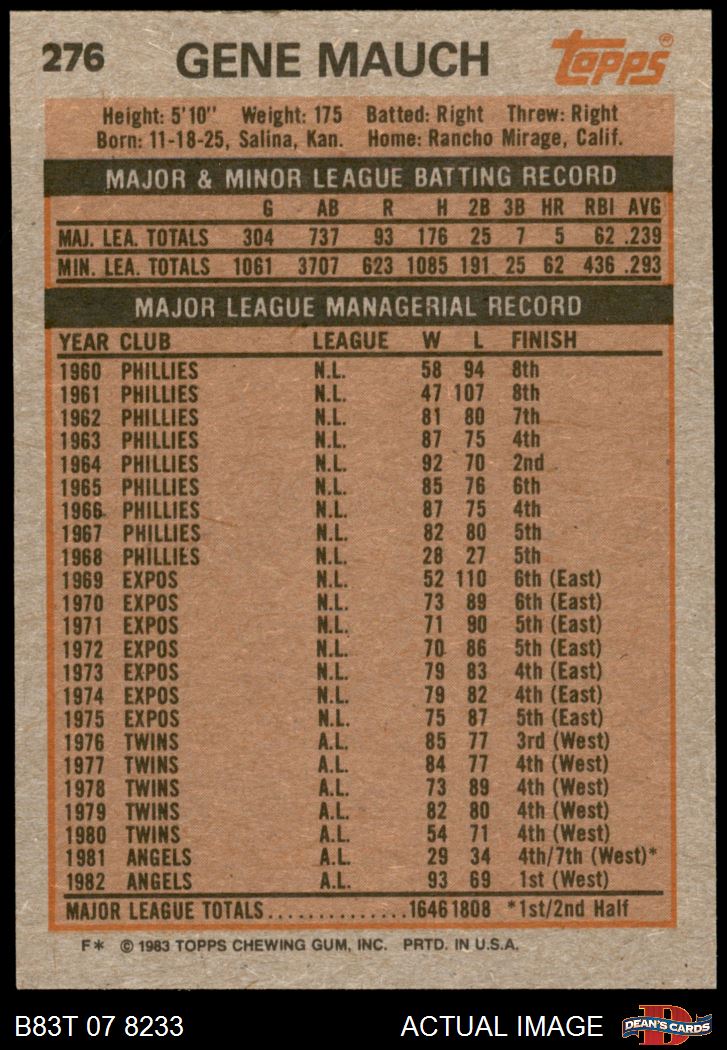 276 GENE MAUCH Topps®
Height: 5'10" Weight: 175 Batted: Right Threw: Right
Born: 11-18-25, Salina, Kan. Home: Rancho Mirage, Calif.
MAJOR & MINOR LEAGUE BATTING RECORD
G AB R H 2B 3B HR RBI AVG
MAJ. LEA. TOTALS 304 737 93 176 25 7 5 62 .239
MIN. LEA. TOTALS 1061 3707 623 1085 191 25 62 436 .293
MAJOR LEAGUE MANAGERIAL RECORD
YEAR CLUB LEAGUE W L FINISH
1960 PHILLIES N.L. 58 94 8th
1961 PHILLIES N.L. 47 107 8th
1962 PHILLIES N.L. 81 80 7th
1963 PHILLIES N.L. 87 75 4th
1964 PHILLIES N.L. 92 70 2nd
1965 PHILLIES N.L. 85 76 6th
1966 PHILLIES N.L. 87 75 4th
1967 PHILLIES N.L. 82 80 5th
1968 PHILLIES N.L. 28 27 5th
1969 EXPOS N.L. 52 110 6th (East)
1970 EXPOS N.L. 73 89 6th (East)
1971 EXPOS N.L. 71 90 5th (East)
1972 EXPOS N.L. 70 86 5th (East)
1973 EXPOS N.L. 79 83 4th (East)
1974 EXPOS N.L. 79 82 4th (East)
1975 EXPOS N.L. 75 87 5th (East)
1976 TWINS A.L. 85 77 3rd (West)
1977 TWINS A.L. 84 77 4th (West)
1978 TWINS A.L. 73 89 4th (West)
1979 TWINS A.L. 82 80 4th (West)
1980 TWINS A.L. 54 71 4th (West)
1981 ANGELS A.L. 29 34 4th/7th (West)*
1982 ANGELS A.L. 93 69 1st (West)
MAJOR LEAGUE TOTALS..............1646 1808 *1st/2nd Half
F* © 1983 TOPPS CHEWING GUM, INC. PRTD. IN U.S.A.
B83T 07 8233 ACTUAL IMAGE D DEAN'S CARDS